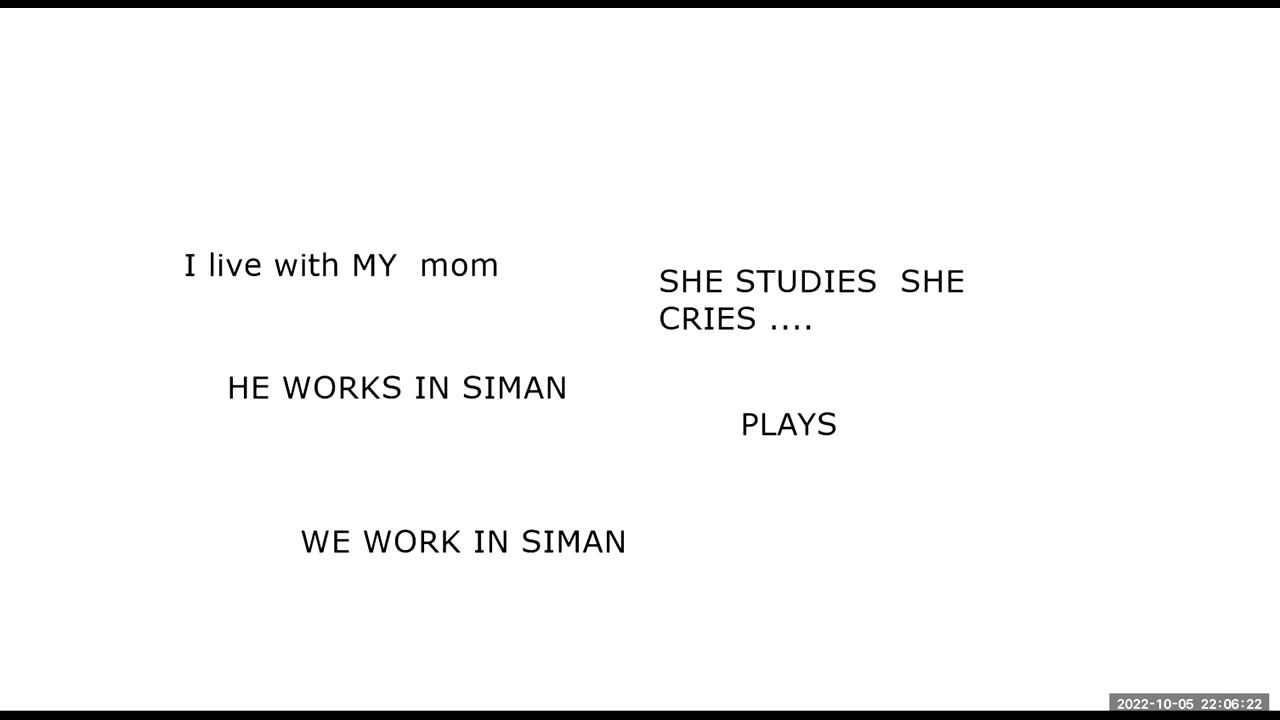 I live with MY  mom
SHE STUDIES  SHE
CRIES ....
HE WORKS IN SIMAN
PLAYS
WE WORK IN SIMAN
2022-10-05 22:06:22